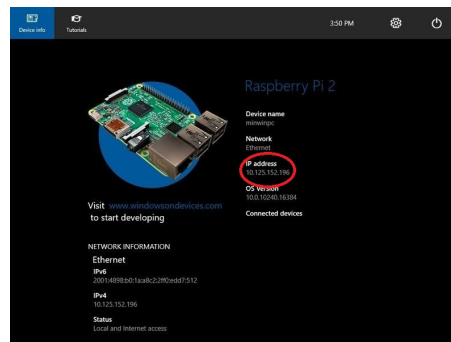 Device info
Tutorials
3:50 PM
Raspberry Pi 2
Device name
minwinpc
Network
Ethernet
IP address
10.125.152.196
OS version
10.0.10240.16384
Connected devices
Visit www.windowsondevices.com
to start developing
NETWORK INFORMATION
Ethernet
IPv6
2001:4898:b0:1a:a8c2:2ff0:edd7:512
IPv4
10.125.152.196
Status
Local and Internet access